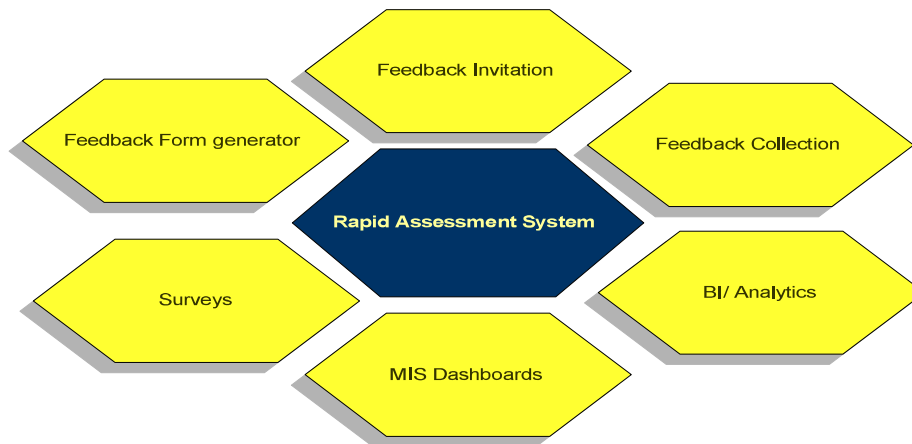 Feedback Invitation
Feedback Form generator
Feedback Collection
Rapid Assessment System
Surveys
BI/ Analytics
MIS Dashboards